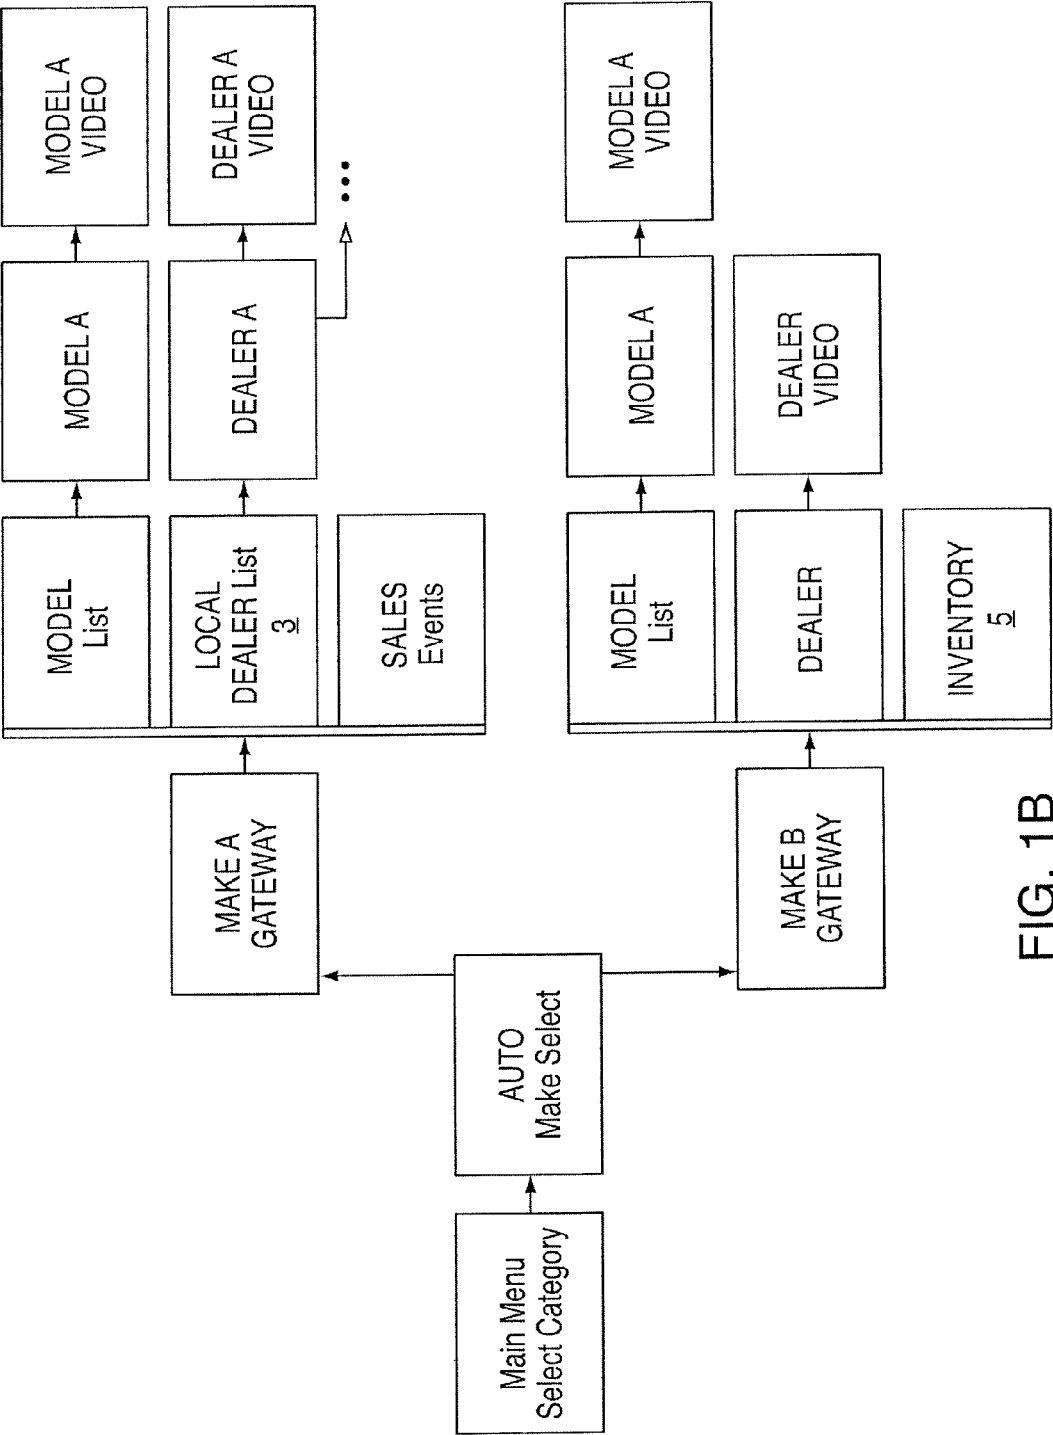 Main Menu
Select Category
AUTO
Make Select
MAKE A
GATEWAY
MODEL
List
MODEL A
MODEL A
VIDEO
LOCAL
DEALER List
3
DEALER A
DEALER A
VIDEO
SALES
Events
MAKE B
GATEWAY
MODEL
List
MODEL A
MODEL A
VIDEO
DEALER
DEALER
VIDEO
INVENTORY
5
FIG. 1B